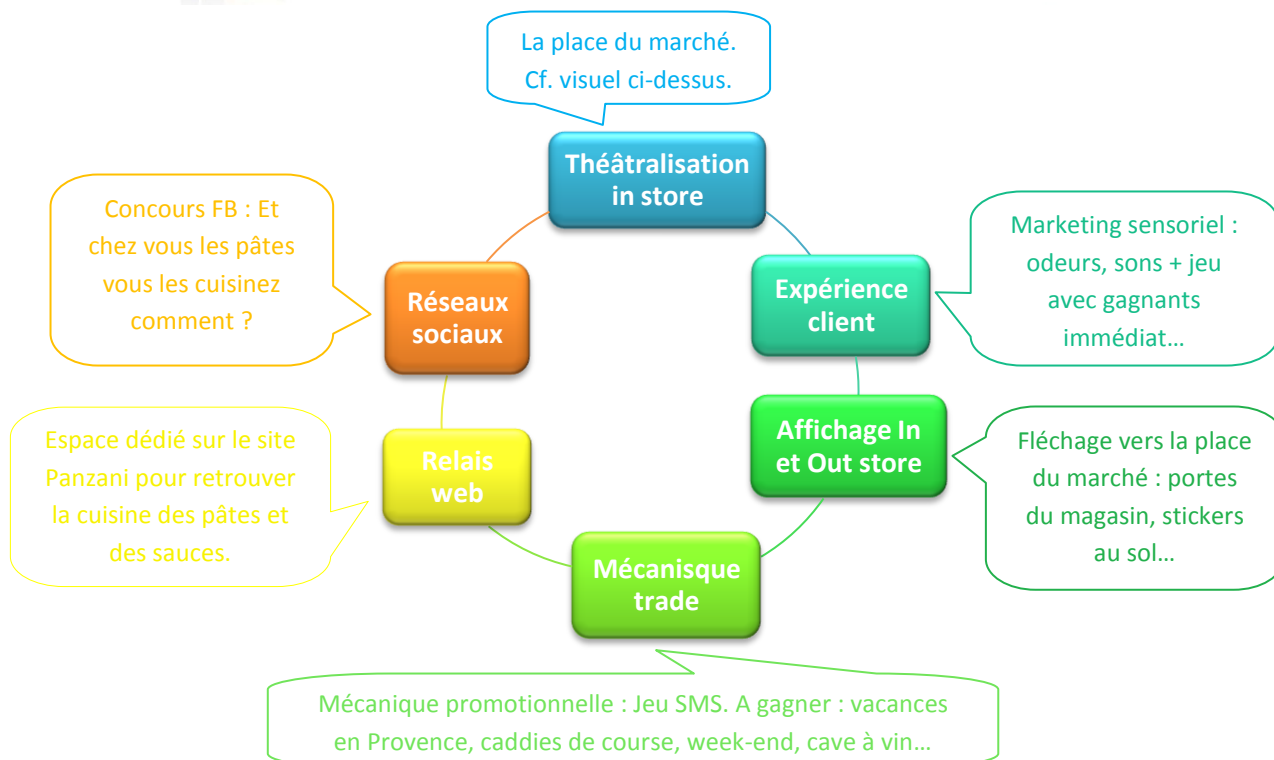 La place du marché.
Cf. visuel ci-dessus.
Théâtralisation
in store
Concours FB : Et
chez vous les pâtes
vous les cuisinez
comment ?
Réseaux
sociaux
Expérience
client
Marketing sensoriel :
odeurs, sons + jeu
avec gagnants
immédiat…
Espace dédié sur le site
Panzani pour retrouver
la cuisine des pâtes et
des sauces.
Relais
web
Affichage In
et Out store
Fléchage vers la place
du marché : portes
du magasin, stickers
au sol…
Mécanisque
trade
Mécanique promotionnelle : Jeu SMS. A gagner : vacances
en Provence, caddies de course, week-end, cave à vin…